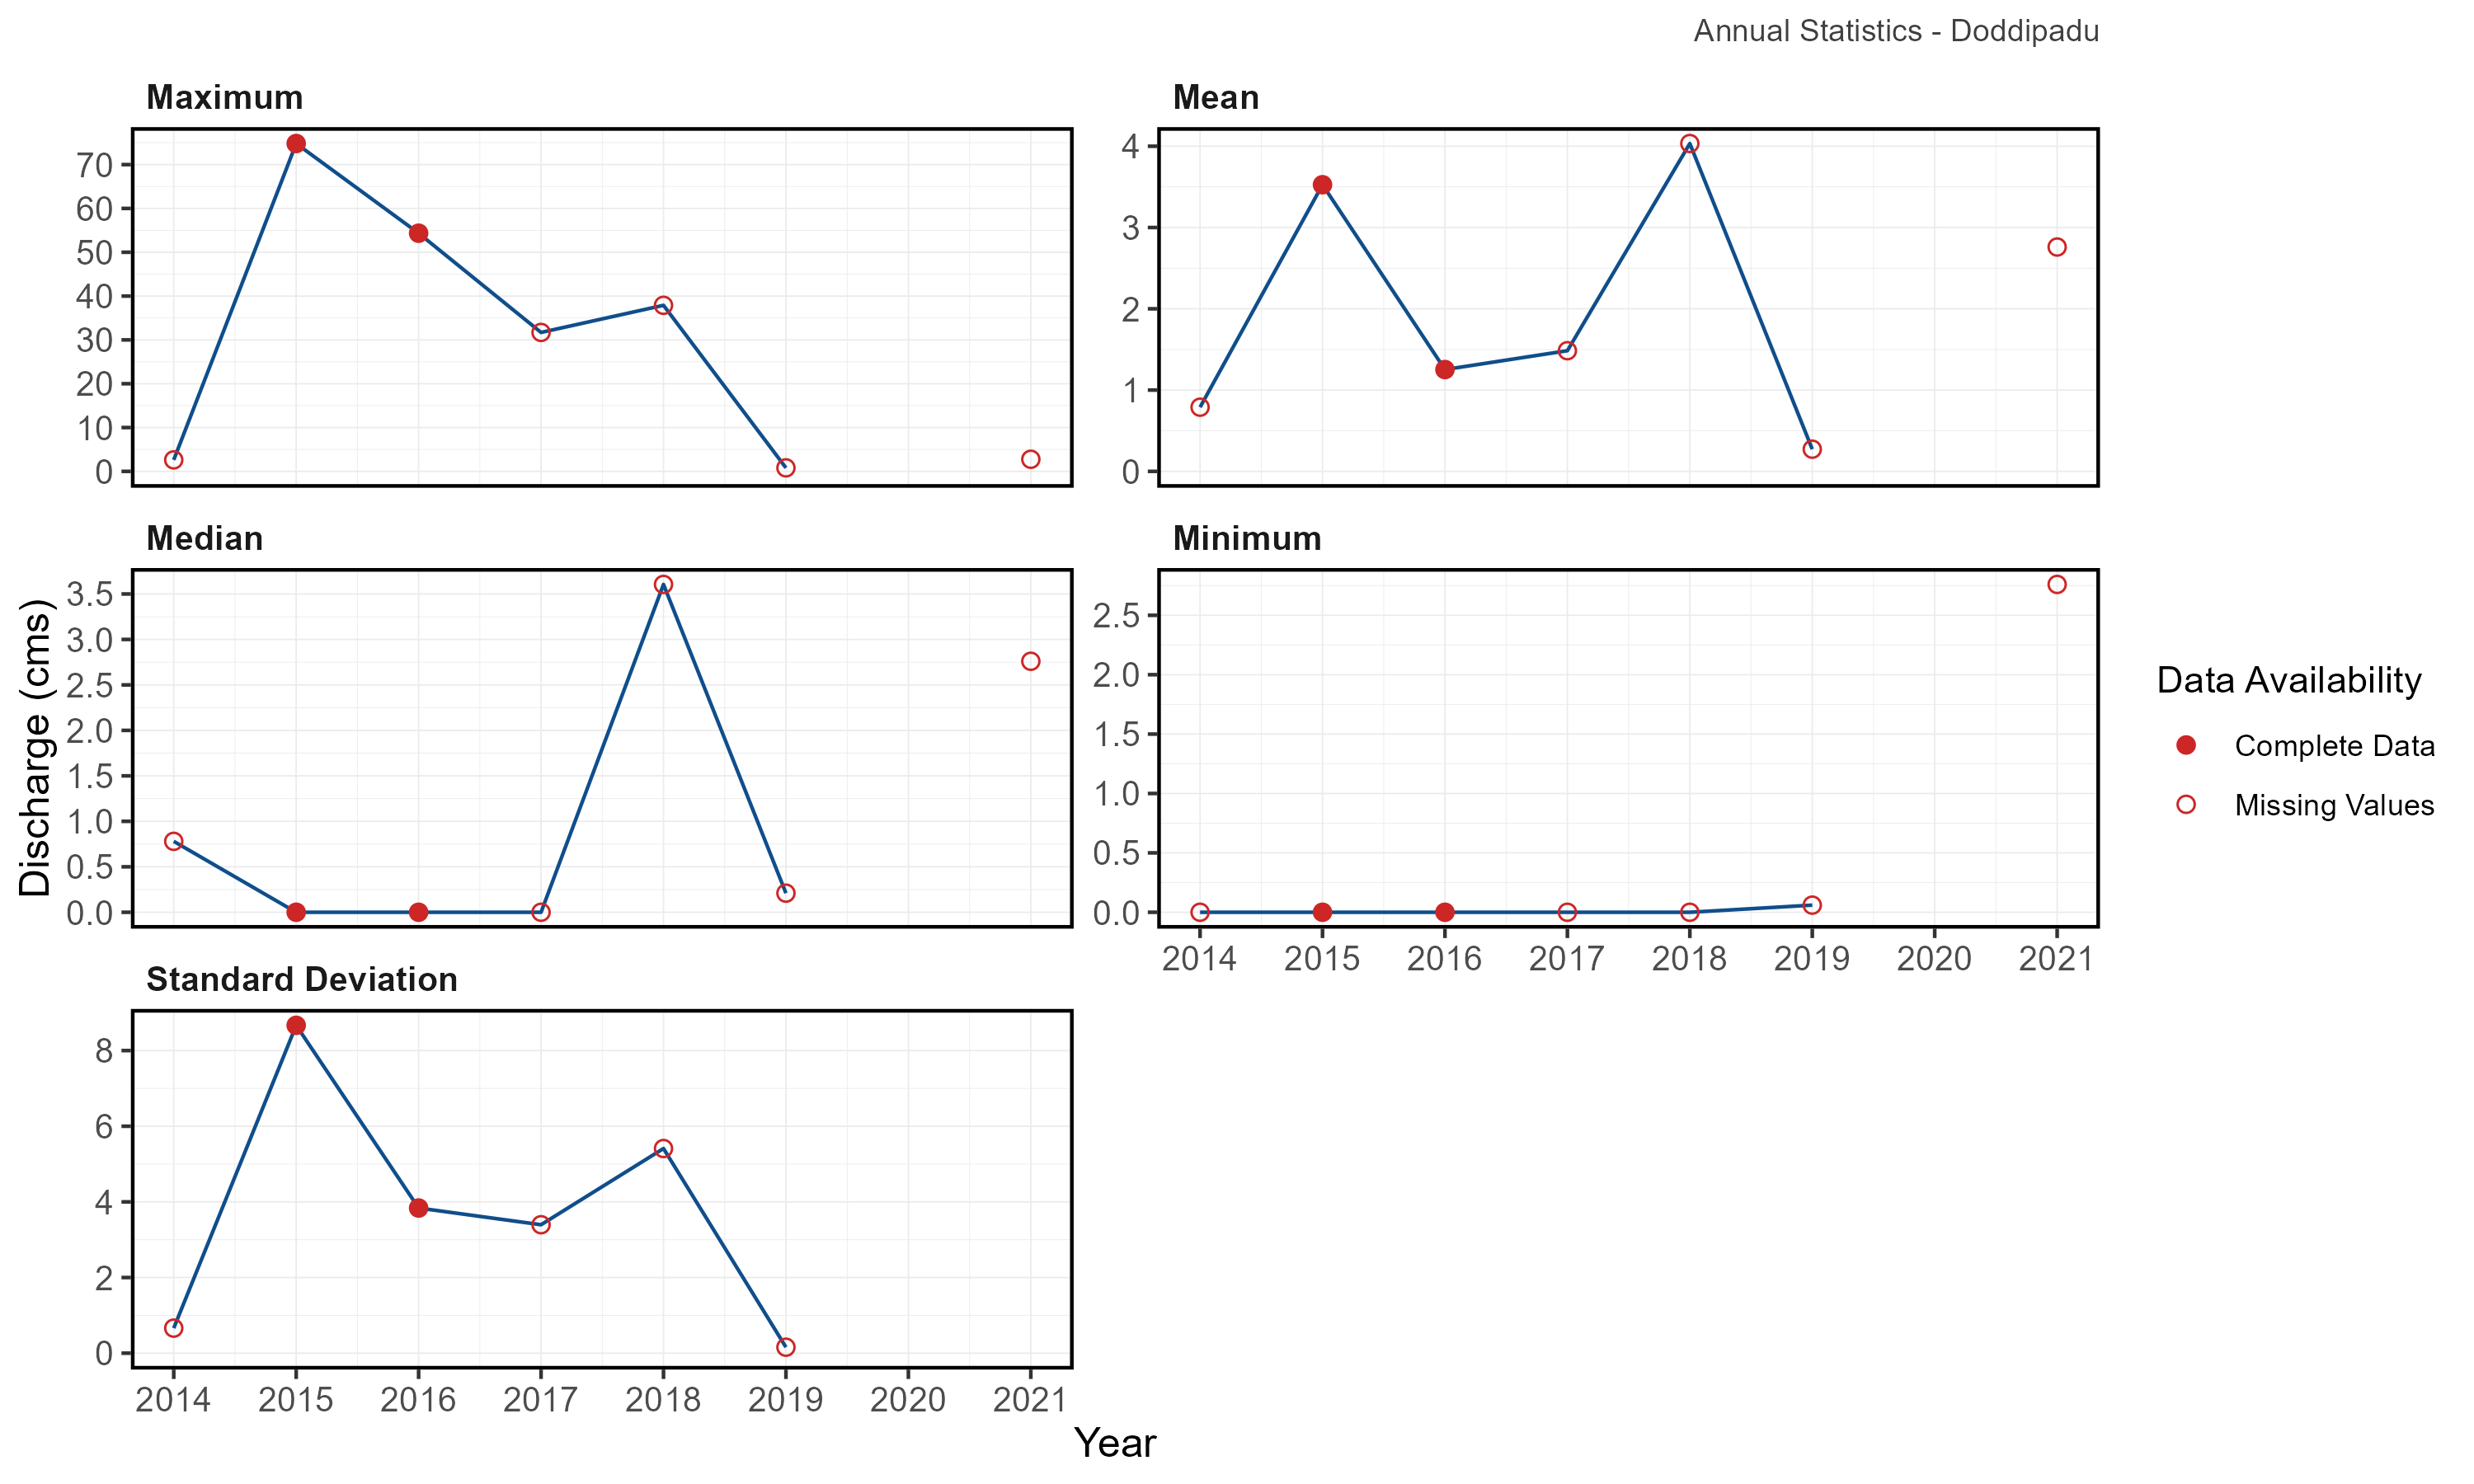 Annual Statistics - Doddipadu
Maximum
70
60
50
40
30
20
10
0
Mean
4
3
2
1
0
Discharge (cms)
Median
3.5
3.0
2.5
2.0
1.5
1.0
0.5
0.0
Minimum
2.5
2.0
1.5
1.0
0.5
0.0
2014 2015 2016 2017 2018 2019 2020 2021
Standard Deviation
8
6
4
2
0
2014 2015 2016 2017 2018 2019 2020 2021
Year
Data Availability
Complete Data
Missing Values